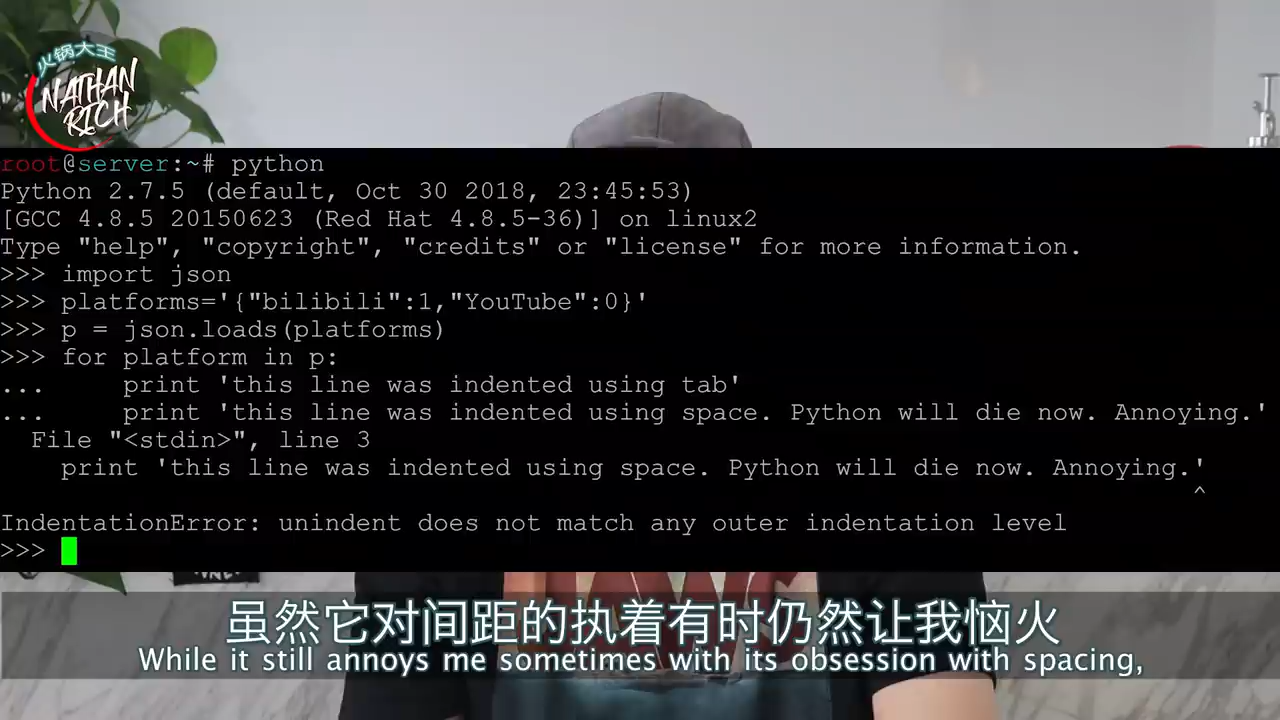 火锅大王
NATHAN
RICH
root@server:~# python
Python 2.7.5 (default, Oct 30 2018, 23:45:53)
[GCC 4.8.5 20150623 (Red Hat 4.8.5-36)] on linux2
Type "help", "copyright", "credits" or "license" for more information.
>>> import json
>>> platforms='{"bilibili":1,"YouTube":0}'
>>> p = json.loads(platforms)
>>> for platform in p:
...     print 'this line was indented using tab'
...     print 'this line was indented using space. Python will die now. Annoying.'
  File "<stdin>", line 3
    print 'this line was indented using space. Python will die now. Annoying.'
                                                                             ^
IndentationError: unindent does not match any outer indentation level
>>>
虽然它对间距的执着有时仍然让我恼火
While it still annoys me sometimes with its obsession with spacing,